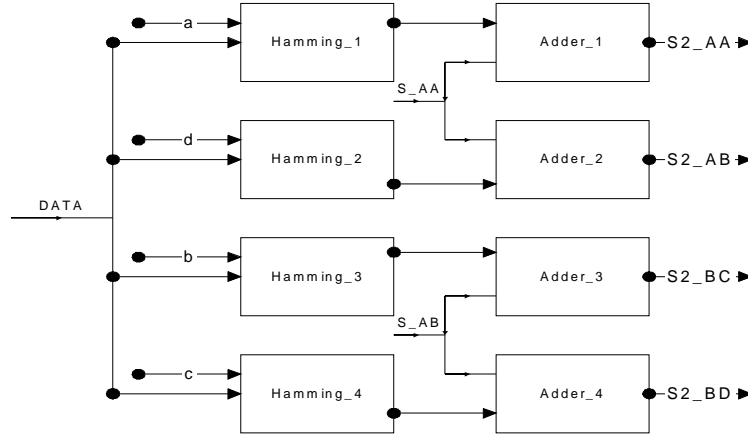 a
Hamming_1
Adder_1
S2_AA
S_AA
d
Hamming_2
Adder_2
S2_AB
DATA
b
Hamming_3
Adder_3
S2_BC
S_AB
c
Hamming_4
Adder_4
S2_BD